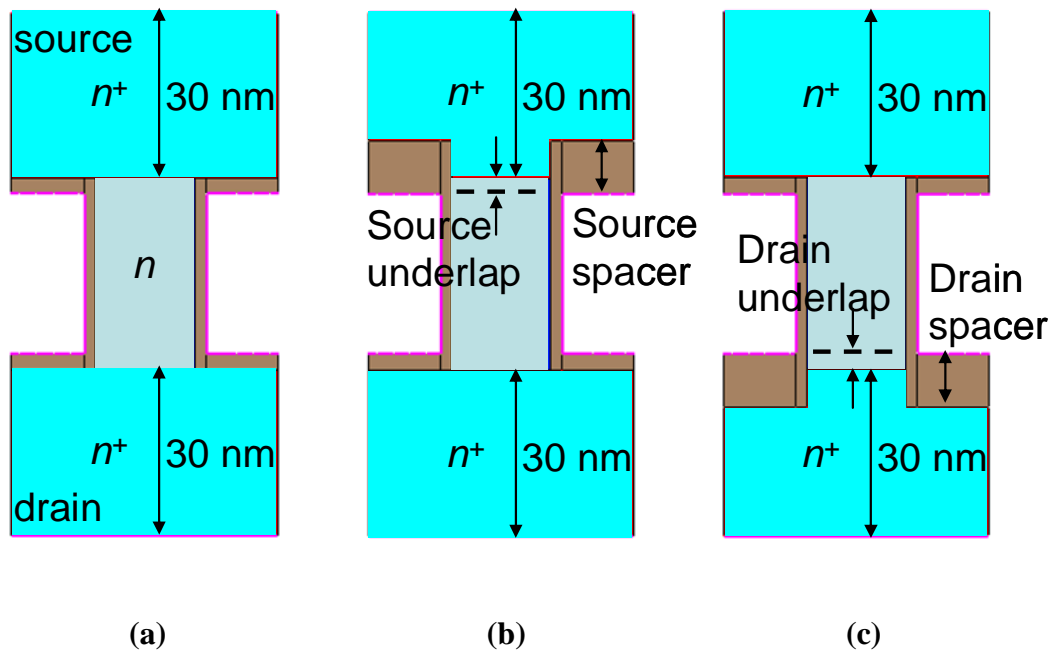 source
n+ 30 nm
n
n+ 30 nm
drain
n+ 30 nm
Source
underlap
Source
spacer
n+ 30 nm
n+ 30 nm
Drain
underlap
Drain
spacer
n+ 30 nm
(a)
(b)
(c)